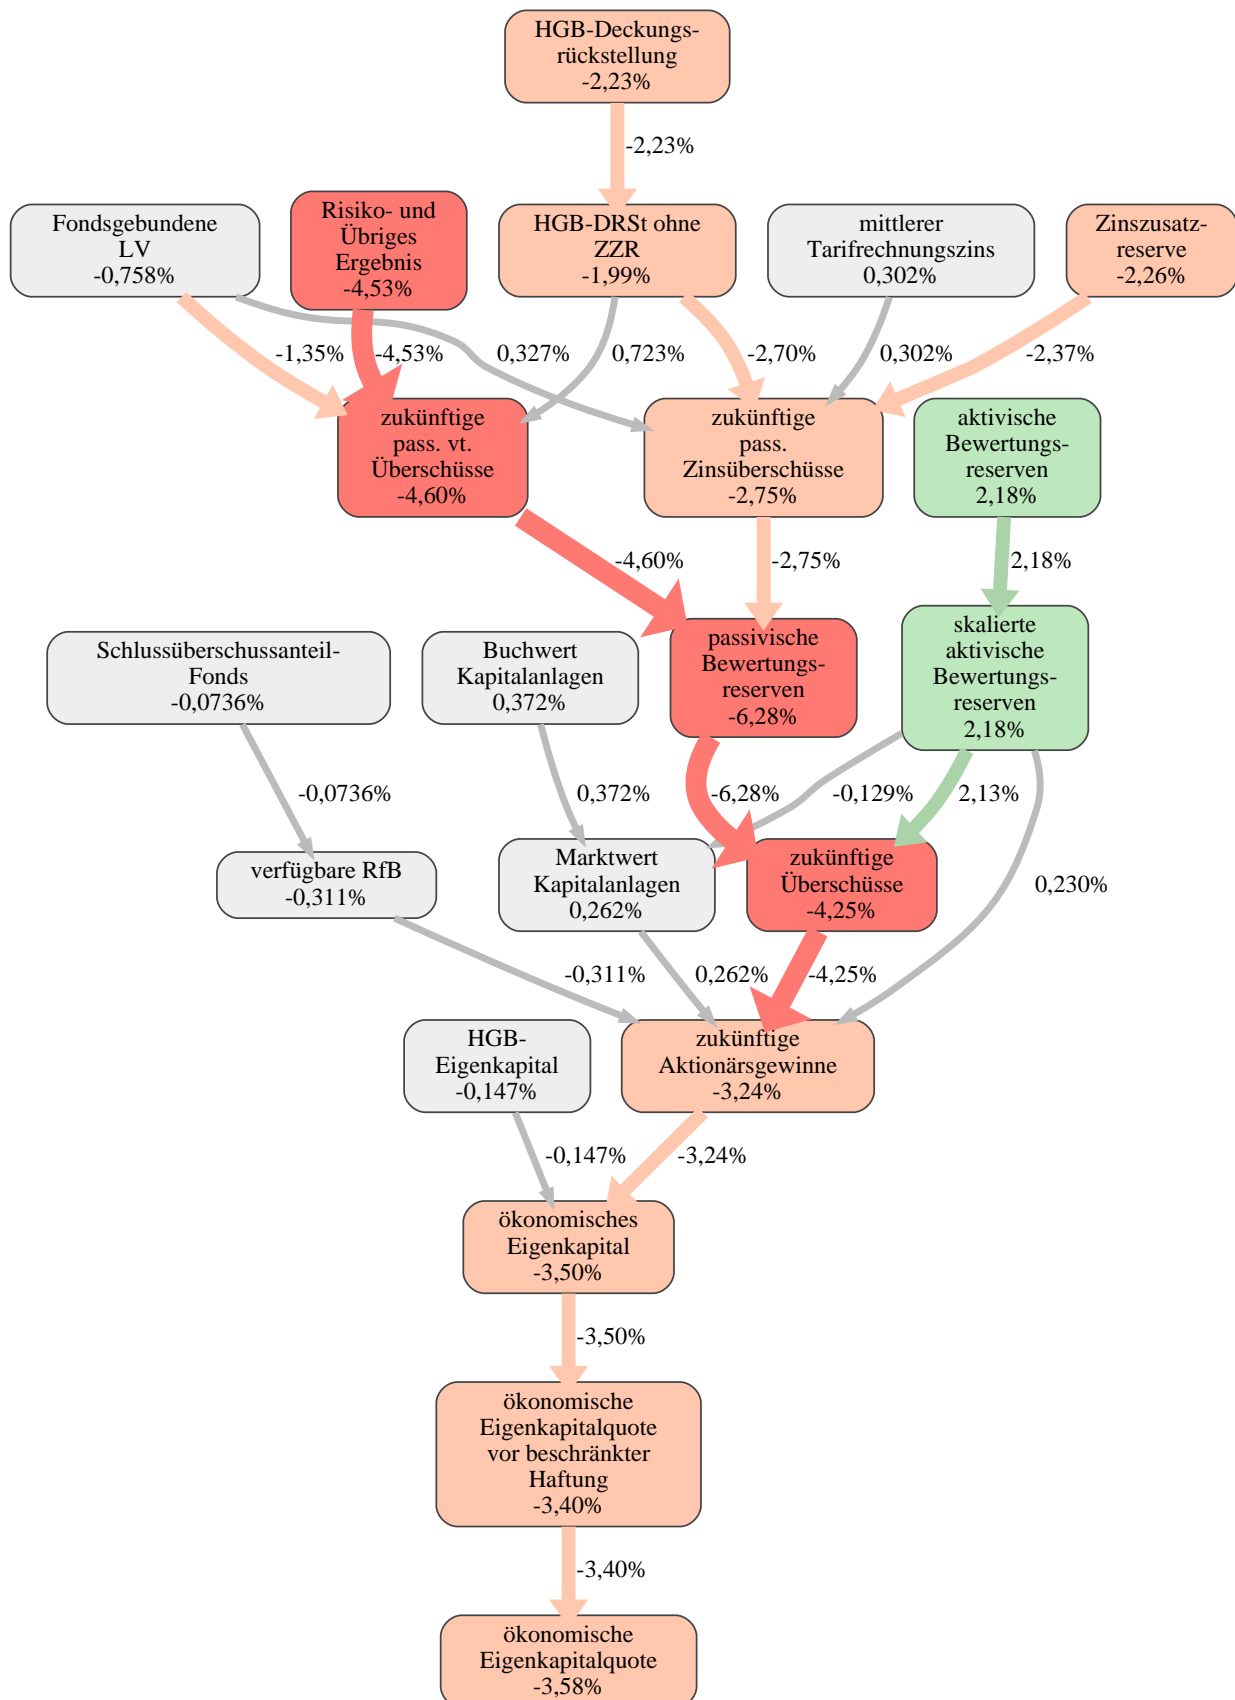 HGB-Deckungs-
rückstellung
-2,23%
-2,23%
Fondsgebundene
LV
-0,758%
Risiko- und
Übriges
Ergebnis
-4,53%
HGB-DRSt ohne
ZZR
-1,99%
mittlerer
Tarifrechnungszins
0,302%
Zinszusatz-
reserve
-2,26%
-1,35%
-4,53%
0,327%
0,723%
-2,70%
0,302%
-2,37%
zukünftige
pass. vt.
Überschüsse
-4,60%
zukünftige
pass.
Zinsüberschüsse
-2,75%
aktivische
Bewertungs-
reserven
2,18%
-4,60%
-2,75%
2,18%
Schlussüberschussanteil-
Fonds
-0,0736%
Buchwert
Kapitalanlagen
0,372%
passivische
Bewertungs-
reserven
-6,28%
skalierte
aktivische
Bewertungs-
reserven
2,18%
-0,0736%
0,372%
-6,28%
-0,129%
2,13%
verfügbare RfB
-0,311%
Marktwert
Kapitalanlagen
0,262%
zukünftige
Überschüsse
-4,25%
0,230%
-0,311%
0,262%
-4,25%
HGB-
Eigenkapital
-0,147%
zukünftige
Aktionärsgewinne
-3,24%
-0,147%
-3,24%
ökonomisches
Eigenkapital
-3,50%
-3,50%
ökonomische
Eigenkapitalquote
vor beschränkter
Haftung
-3,40%
-3,40%
ökonomische
Eigenkapitalquote
-3,58%